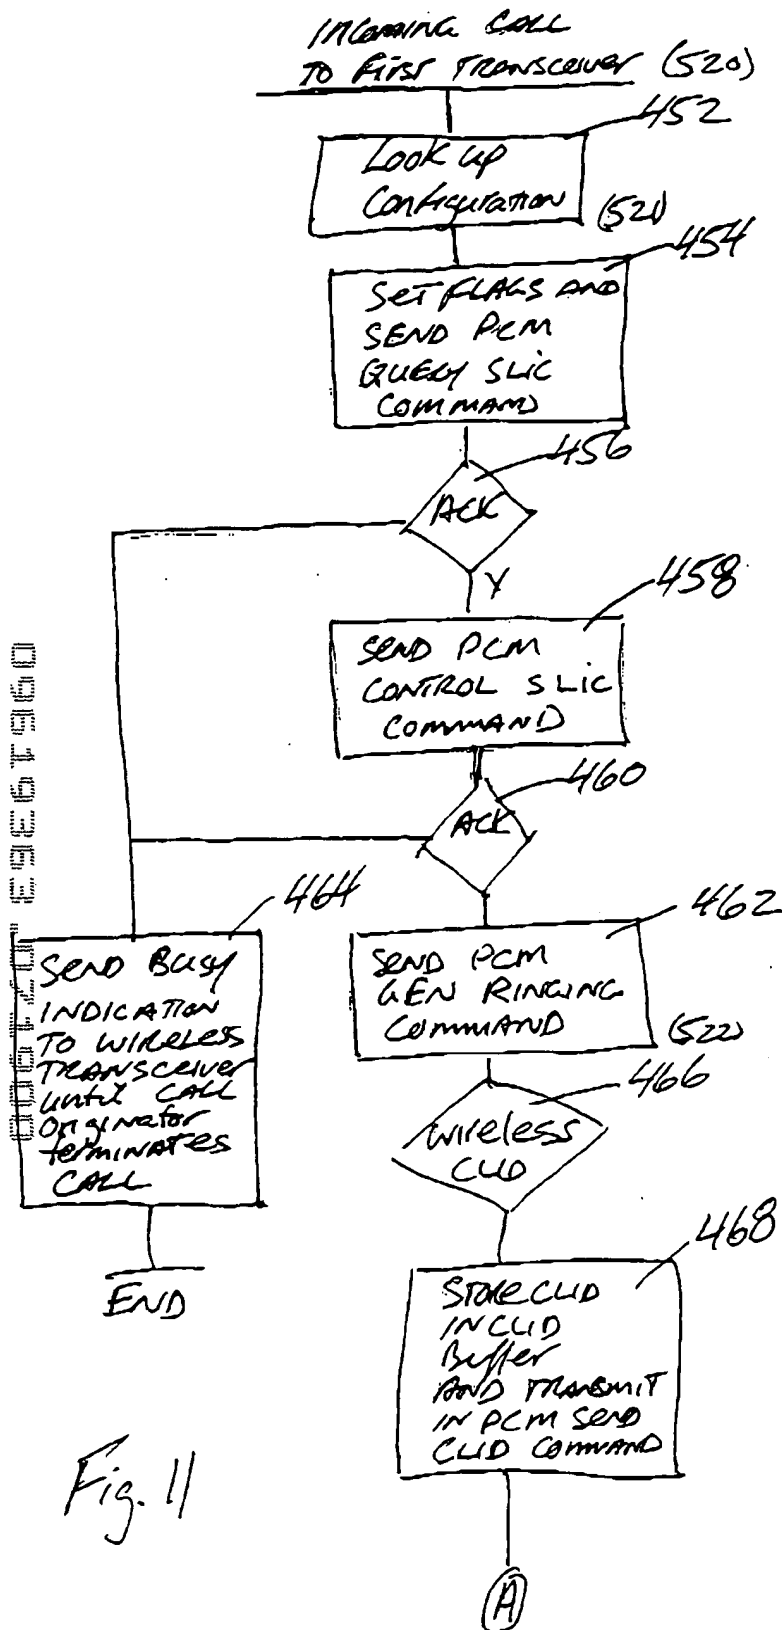 INCOMING CALL
TO First TRANSCEIVER (520)
452
Look up
Configuration
(521)
454
SET FLAGS AND
SEND PCM
QUERY SLIC
COMMAND
456
ACK
Y
458
SEND PCM
CONTROL SLIC
COMMAND
460
ACK
464
SEND BUSY
INDICATION
TO WIRELESS
TRANSCEIVER
until CALL
Originator
terminates
CALL
END
462
SEND PCM
GEN RINGING
COMMAND
(522)
466
wireless
CLID
468
STORE CLID
IN CLID
Buffer
AND TRANSMIT
IN PCM SEND
CLID COMMAND
A
Fig. 11